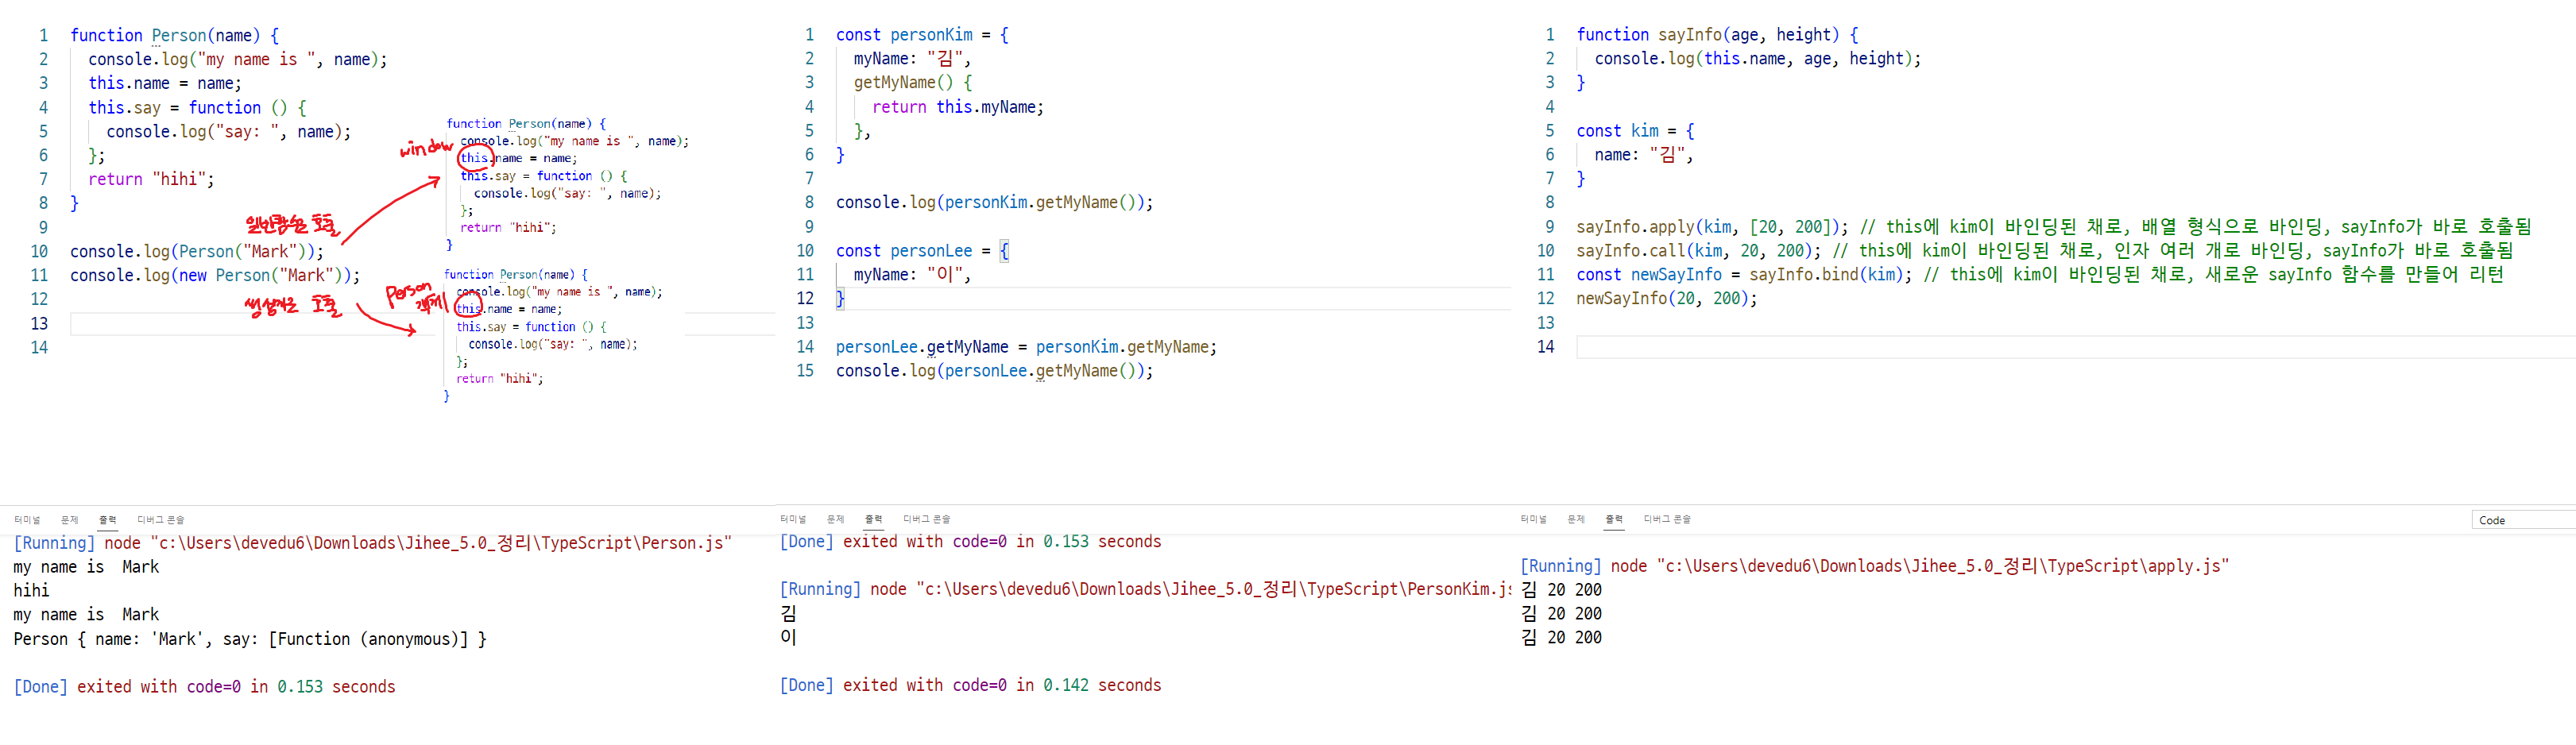 1 function Person(name) {
2 console.log("my name is ", name);
3 this.name = name;
4 this.say = function () {
5 console.log("say: ", name);
6 };
7 return "hihi";
8 }
9
10 console.log(Person("Mark"));
11 console.log(new Person("Mark"));
12
13
14
일반함수로 호출
생성자로 호출
window
function Person(name) {
console.log("my name is ", name);
this.name = name;
this.say = function () {
console.log("say: ", name);
};
return "hihi";
}
Person
객체
function Person(name) {
console.log("my name is ", name);
this.name = name;
this.say = function () {
console.log("say: ", name);
};
return "hihi";
}
터미널 문제 출력 디버그 콘솔
[Running] node "c:\Users\devedu6\Downloads\Jihee_5.0_정리\TypeScript\Person.js"
my name is  Mark
hihi
my name is  Mark
Person { name: 'Mark', say: [Function (anonymous)] }
[Done] exited with code=0 in 0.153 seconds
1 const personKim = {
2 myName: "김",
3 getMyName() {
4 return this.myName;
5 },
6 }
7
8 console.log(personKim.getMyName());
9
10 const personLee = {
11 myName: "이",
12 }
13
14 personLee.getMyName = personKim.getMyName;
15 console.log(personLee.getMyName());
터미널 문제 출력 디버그 콘솔
[Done] exited with code=0 in 0.153 seconds
[Running] node "c:\Users\devedu6\Downloads\Jihee_5.0_정리\TypeScript\PersonKim.js
김
이
[Done] exited with code=0 in 0.142 seconds
1 function sayInfo(age, height) {
2 console.log(this.name, age, height);
3 }
4
5 const kim = {
6 name: "김",
7 }
8
9 sayInfo.apply(kim, [20, 200]); // this에 kim이 바인딩된 채로, 배열 형식으로 바인딩, sayInfo가 바로 호출됨
10 sayInfo.call(kim, 20, 200); // this에 kim이 바인딩된 채로, 인자 여러 개로 바인딩, sayInfo가 바로 호출됨
11 const newSayInfo = sayInfo.bind(kim); // this에 kim이 바인딩된 채로, 새로운 sayInfo 함수를 만들어 리턴
12 newSayInfo(20, 200);
13
14
터미널 문제 출력 디버그 콘솔
Code
[Running] node "c:\Users\devedu6\Downloads\Jihee_5.0_정리\TypeScript\apply.js"
김 20 200
김 20 200
김 20 200